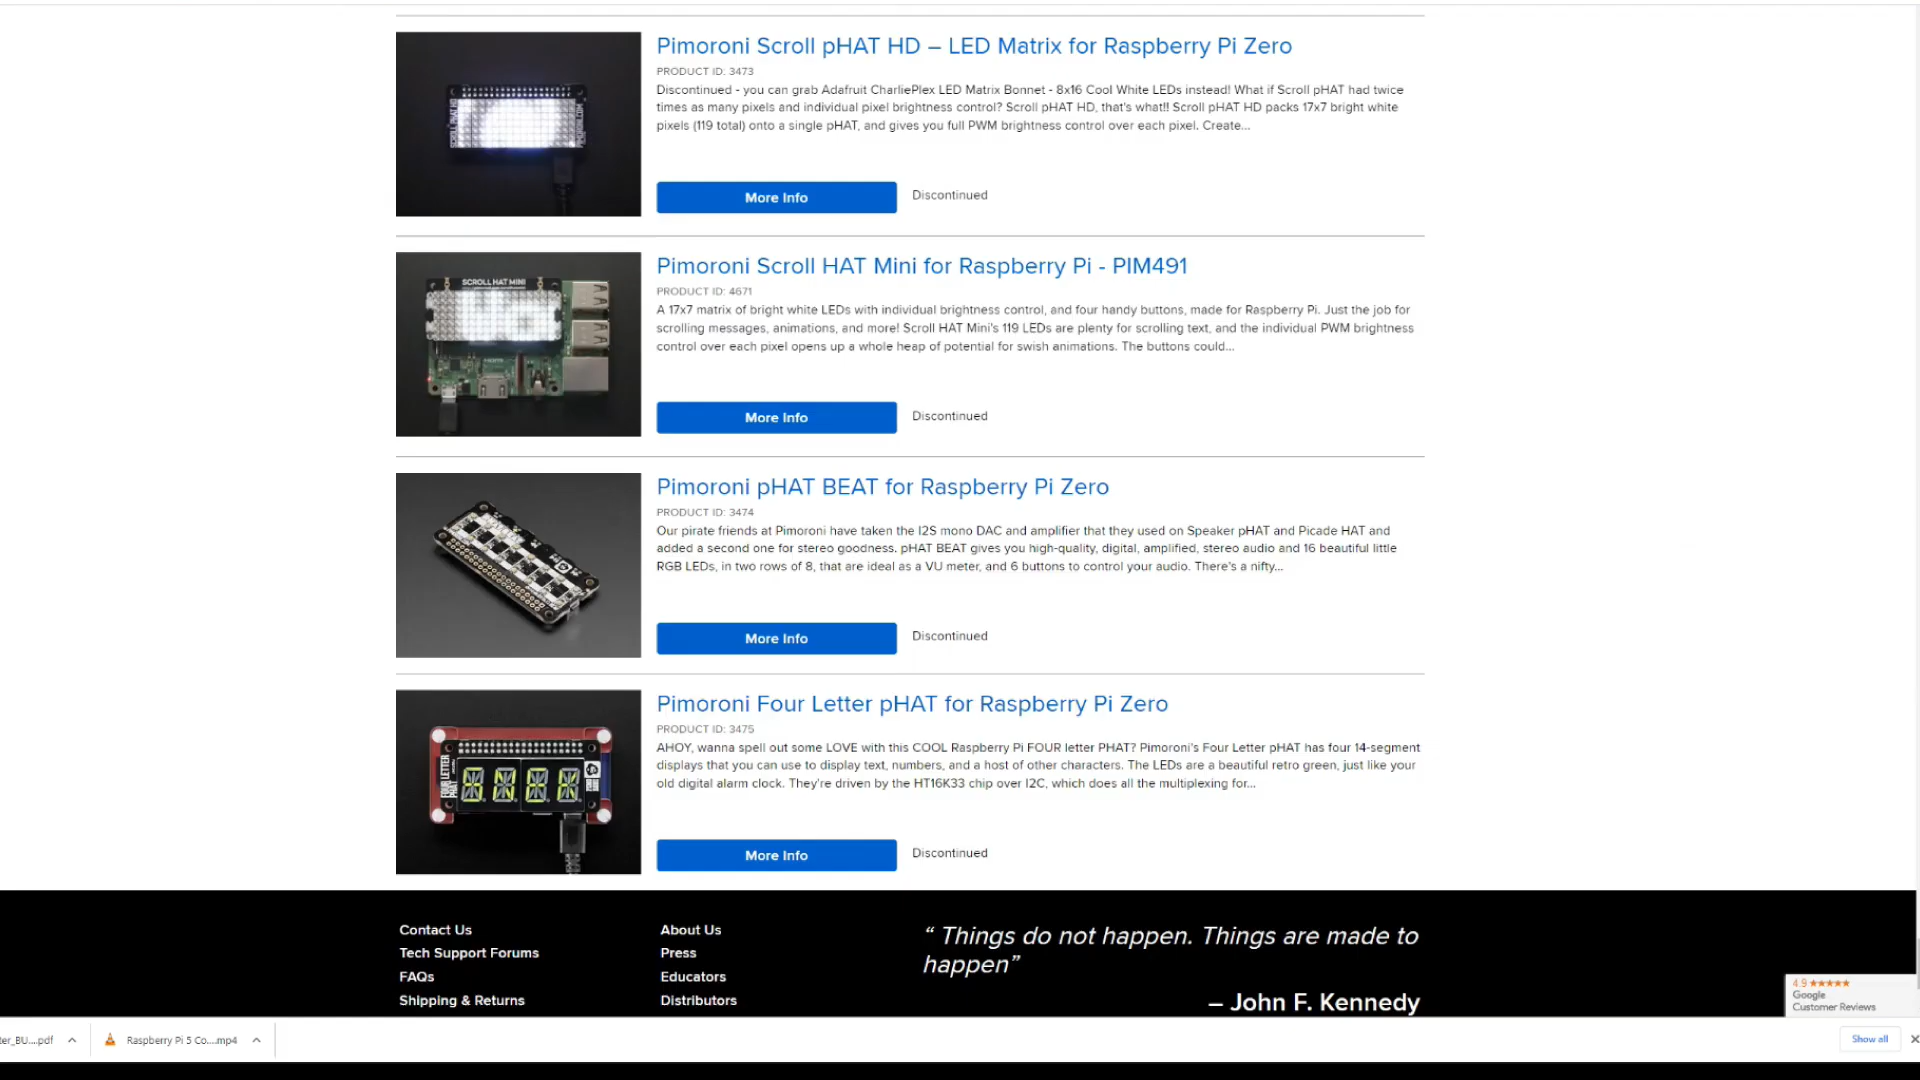 Pimoroni Scroll pHAT HD – LED Matrix for Raspberry Pi Zero
PRODUCT ID: 3473
Discontinued - you can grab Adafruit CharliePlex LED Matrix Bonnet - 8x16 Cool White LEDs instead! What if Scroll pHAT had twice
times as many pixels and individual pixel brightness control? Scroll pHAT HD, that's what!! Scroll pHAT HD packs 17x7 bright white
pixels (119 total) onto a single pHAT, and gives you full PWM brightness control over each pixel. Create...
More Info
Discontinued
SCROLL HAT MINI
Pimoroni Scroll HAT Mini for Raspberry Pi - PIM491
PRODUCT ID: 4671
A 17x7 matrix of bright white LEDs with individual brightness control, and four handy buttons, made for Raspberry Pi. Just the job for
scrolling messages, animations, and more! Scroll HAT Mini's 119 LEDs are plenty for scrolling text, and the individual PWM brightness
control over each pixel opens up a whole heap of potential for swish animations. The buttons could...
More Info
Discontinued
Pimoroni pHAT BEAT for Raspberry Pi Zero
PRODUCT ID: 3474
Our pirate friends at Pimoroni have taken the I2S mono DAC and amplifier that they used on Speaker pHAT and Picade HAT and
added a second one for stereo goodness. pHAT BEAT gives you high-quality, digital, amplified, stereo audio and 16 beautiful little
RGB LEDs, in two rows of 8, that are ideal as a VU meter, and 6 buttons to control your audio. There's a nifty...
More Info
Discontinued
FOUR LETTER
PHAT
Pimoroni Four Letter pHAT for Raspberry Pi Zero
PRODUCT ID: 3475
AHOY, wanna spell out some LOVE with this COOL Raspberry Pi FOUR letter PHAT? Pimoroni's Four Letter pHAT has four 14-segment
displays that you can use to display text, numbers, and a host of other characters. The LEDs are a beautiful retro green, just like your
old digital alarm clock. They're driven by the HT16K33 chip over I2C, which does all the multiplexing for...
More Info
Discontinued
Contact Us
Tech Support Forums
FAQs
Shipping & Returns
About Us
Press
Educators
Distributors
“ Things do not happen. Things are made to
happen”
– John F. Kennedy
4.9 ★★★★★
Google
Customer Reviews
ter_BU....pdf
Raspberry Pi 5 Co....mp4
Show all